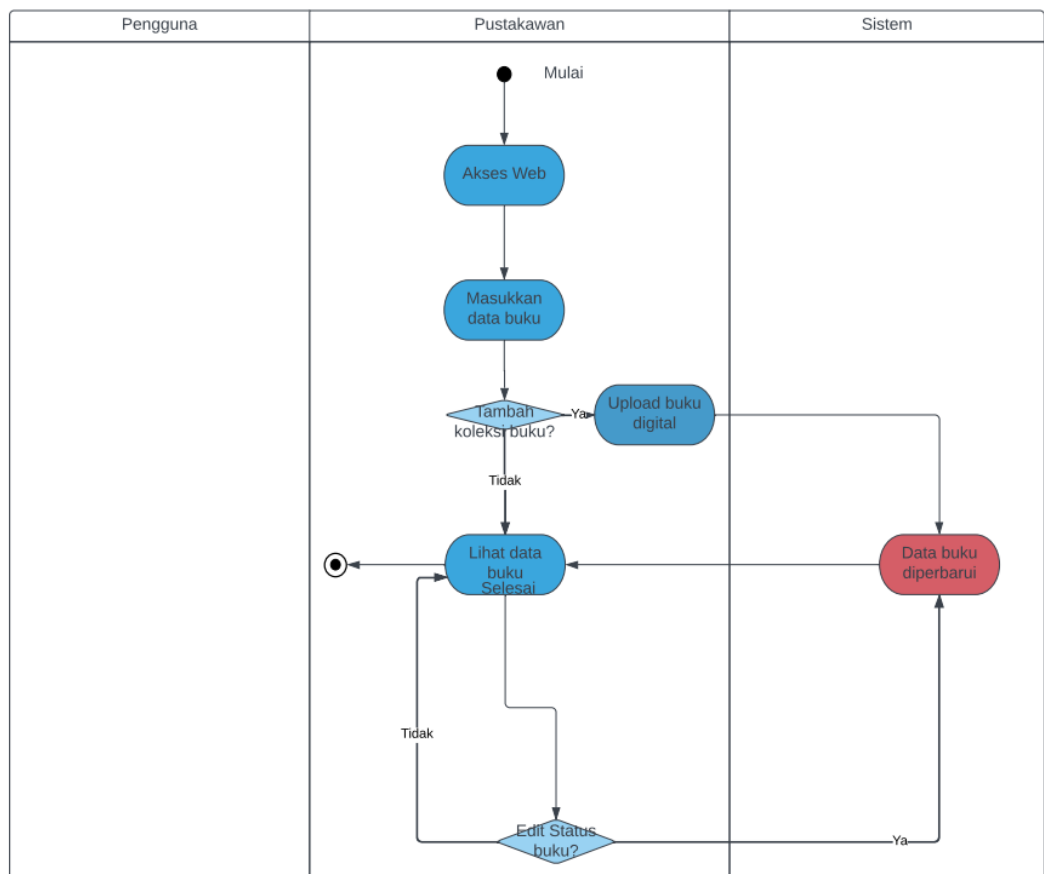 Pengguna
Pustakawan
Sistem
Mulai
Akses Web
Masukkan
data buku
Tambah
koleksi buku?
Ya
Upload buku
digital
Tidak
Lihat data
buku
Selesai
Data buku
diperbarui
Tidak
Edit Status
buku?
Ya